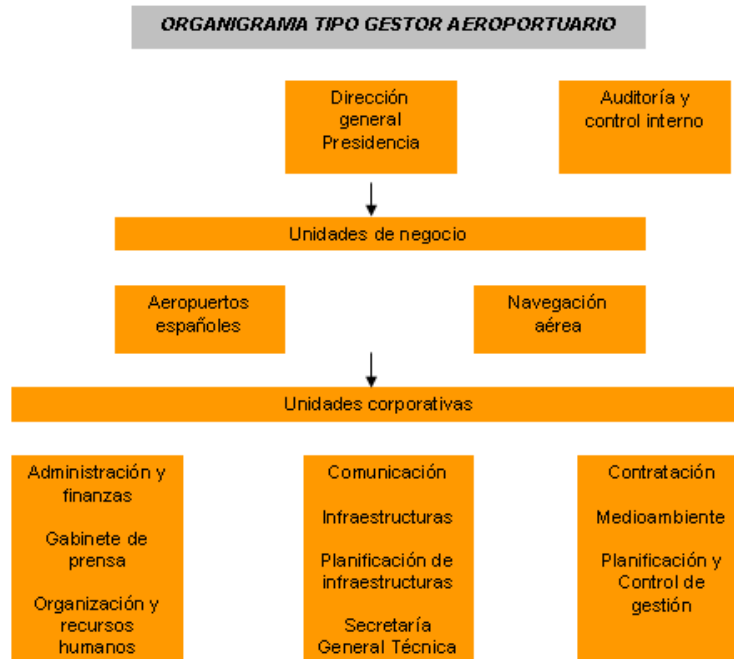 ORGANIGRAMA TIPO GESTOR AEROPORTUARIO
Dirección
general
Presidencia
Auditoría y
control interno
Unidades de negocio
Aeropuertos
españoles
Navegación
aérea
Unidades corporativas
Administración y
finanzas
Gabinete de
prensa
Organización y
recursos
humanos
Comunicación
Infraestructuras
Planificación de
infraestructuras
Secretaría
General Técnica
Contratación
Medioambiente
Planificación y
Control de
gestión